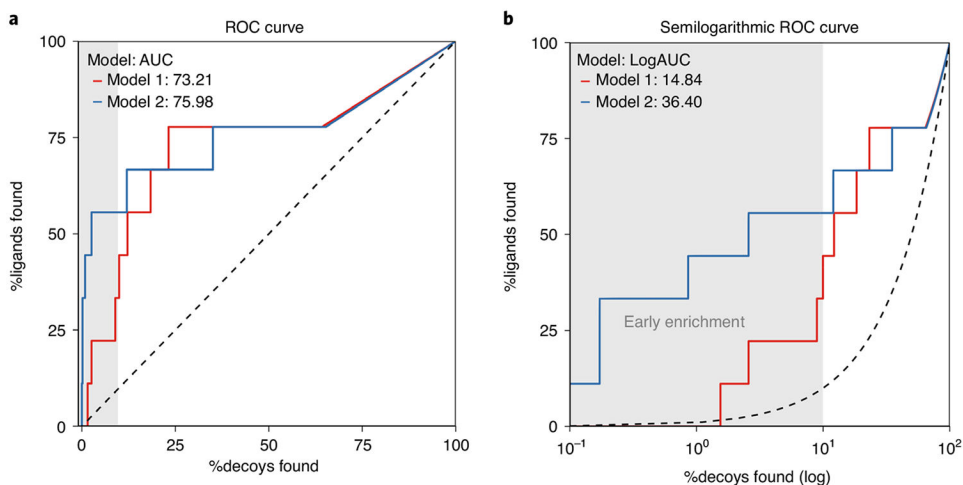 a
ROC curve
100
75
50
25
0
%ligands found
Model: AUC
Model 1: 73.21
Model 2: 75.98
0 25 50 75 100
%decoys found
b
Semilogarithmic ROC curve
100
75
50
25
0
%ligands found
Model: LogAUC
Model 1: 14.84
Model 2: 36.40
Early enrichment
10⁻¹ 10⁰ 10¹ 10²
%decoys found (log)